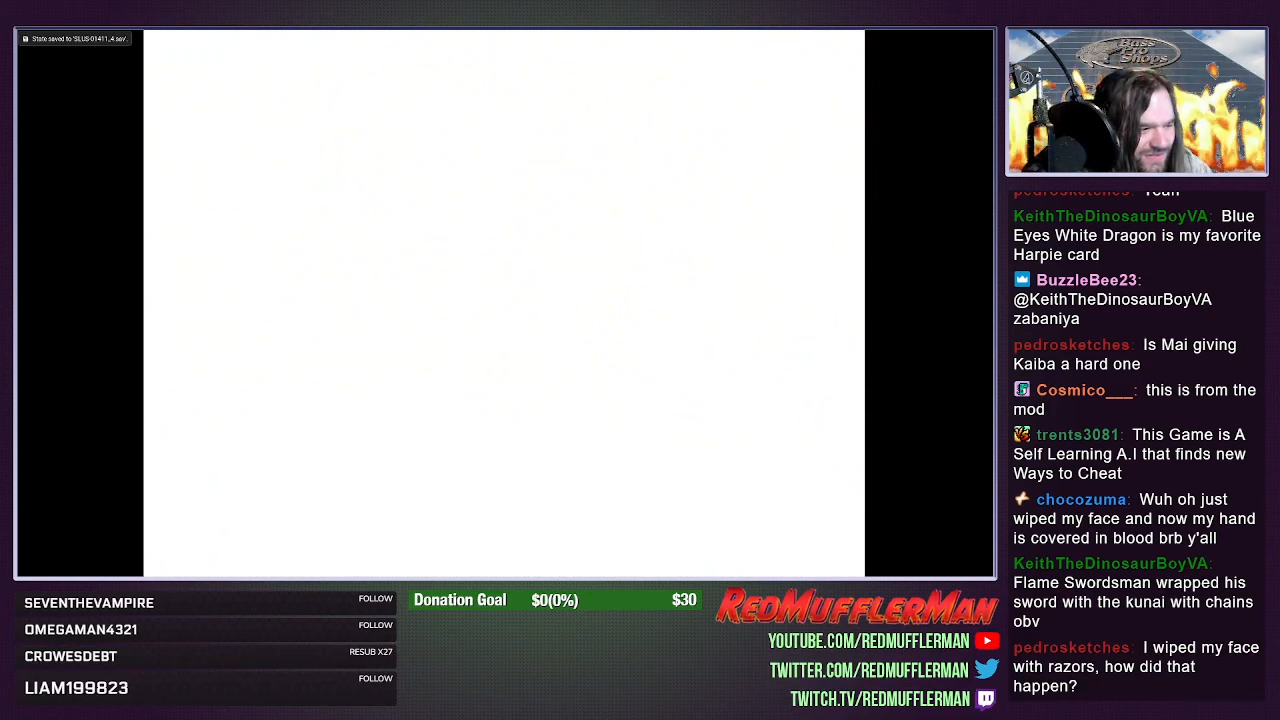 State saved to 'SLUS-01411_4.sav'.
Bass
Pro
Shops
pedrosketches: Yeah
KeithTheDinosaurBoyVA: Blue
Eyes White Dragon is my favorite
Harpie card
BuzzleBee23:
@KeithTheDinosaurBoyVA
zabaniya
pedrosketches: Is Mai giving
Kaiba a hard one
Cosmico___: this is from the
mod
trents3081: This Game is A
Self Learning A.I that finds new
Ways to Cheat
chocozuma: Wuh oh just
wiped my face and now my hand
is covered in blood brb y'all
KeithTheDinosaurBoyVA:
Flame Swordsman wrapped his
sword with the kunai with chains
obv
pedrosketches: I wiped my face
with razors, how did that
happen?
SEVENTHEVAMPIRE FOLLOW
OMEGAMAN4321 FOLLOW
CROWESDEBT RESUB X27
LIAM199823 FOLLOW
Donation Goal $0(0%) $30
REDMUFFLERMAN
YOUTUBE.COM/REDMUFFLERMAN
TWITTER.COM/REDMUFFLERMAN
TWITCH.TV/REDMUFFLERMAN